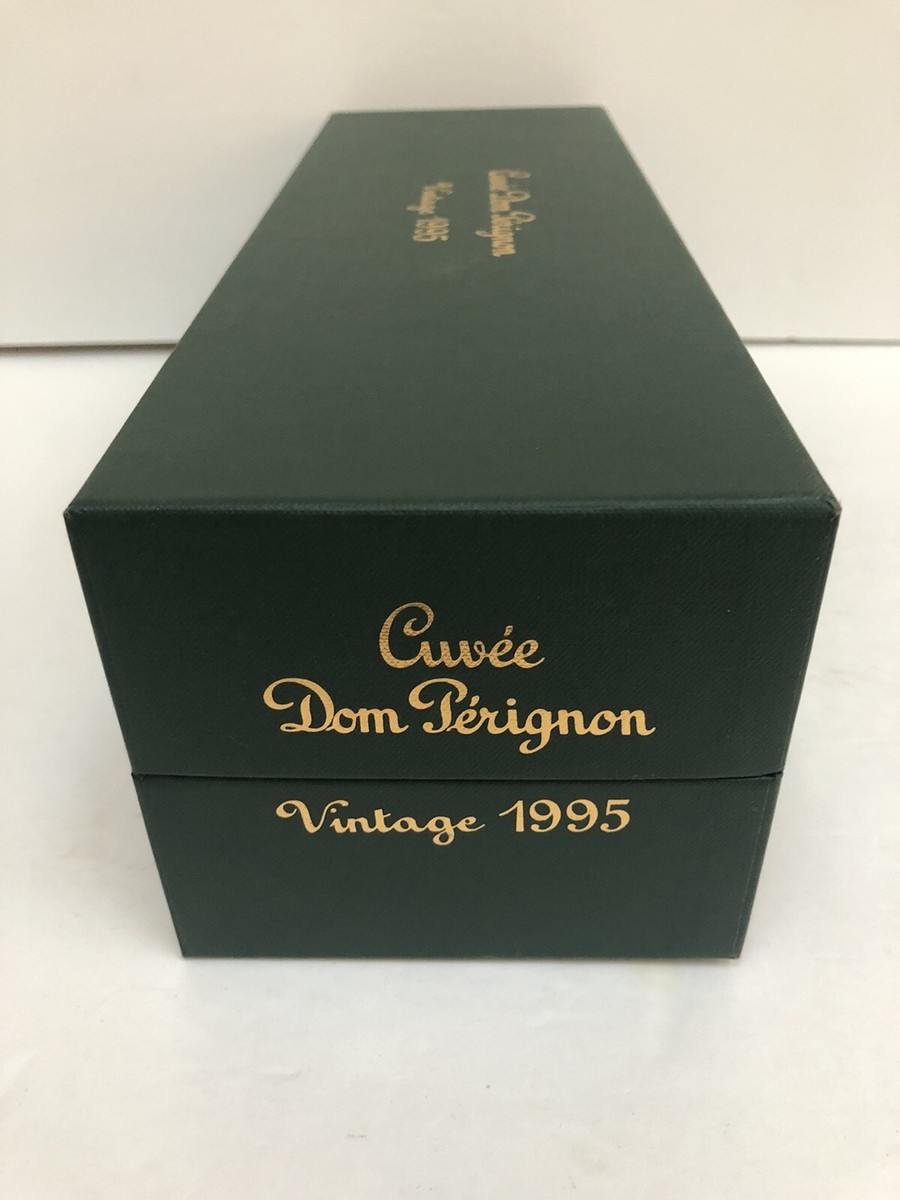 Cuvée Dom Pérignon
Vintage 1995
Cuvée
Dom Pérignon
Vintage 1995